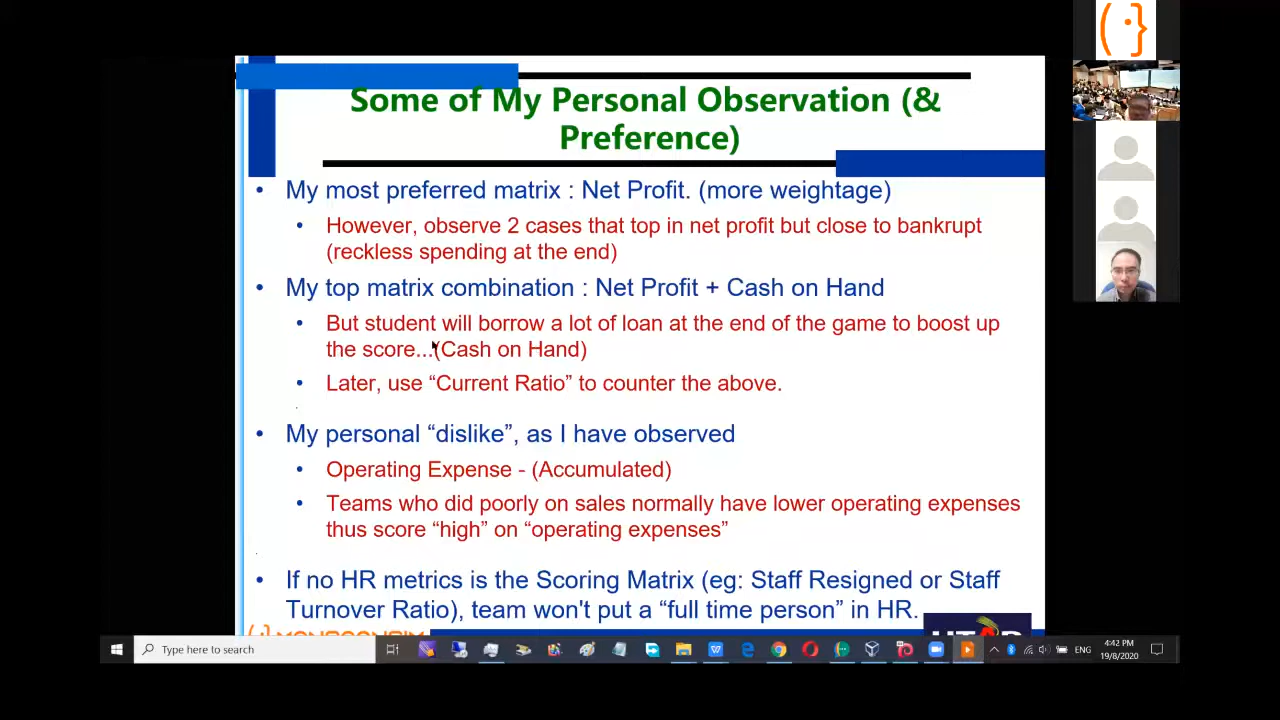 Some of My Personal Observation (&
Preference)
• My most preferred matrix : Net Profit. (more weightage)
• However, observe 2 cases that top in net profit but close to bankrupt
(reckless spending at the end)
• My top matrix combination : Net Profit + Cash on Hand
• But student will borrow a lot of loan at the end of the game to boost up
the score...(Cash on Hand)
• Later, use “Current Ratio” to counter the above.
• My personal “dislike”, as I have observed
• Operating Expense - (Accumulated)
• Teams who did poorly on sales normally have lower operating expenses
thus score “high” on “operating expenses”
• If no HR metrics is the Scoring Matrix (eg: Staff Resigned or Staff
Turnover Ratio), team won't put a “full time person” in HR.
Type here to search
ENG
4:42 PM
19/8/2020